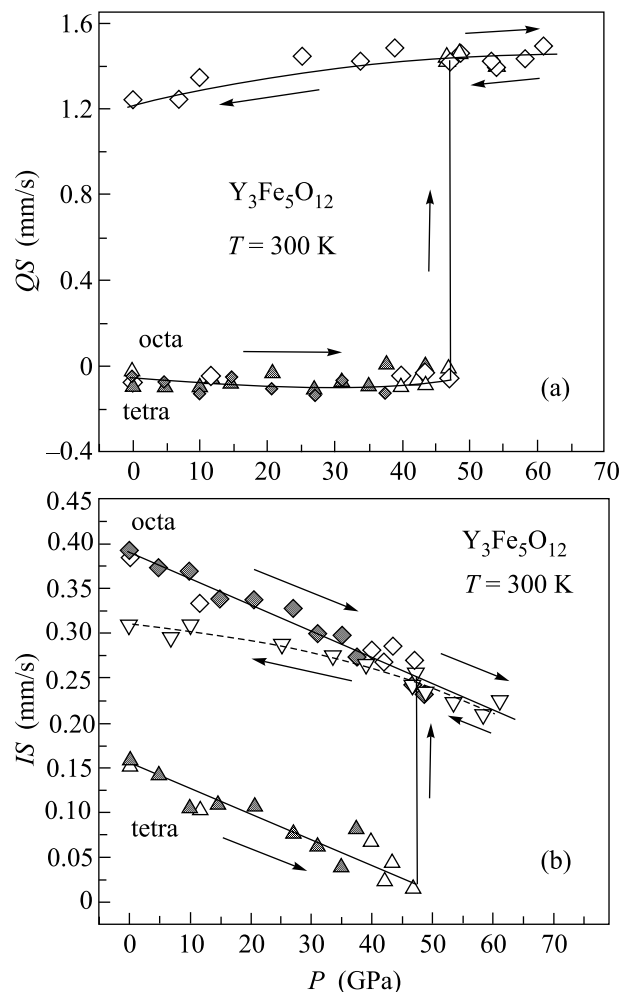 1.6
1.2
0.8
0.4
0
–0.4
QS (mm/s)
Y3Fe5O12
T = 300 K
octa
tetra
(a)
0 10 20 30 40 50 60 70
0.50
0.45
0.40
0.35
0.30
0.25
0.20
0.15
0.10
0.05
0
IS (mm/s)
octa
Y3Fe5O12
T = 300 K
tetra
(b)
0 10 20 30 40 50 60 70
P (GPa)